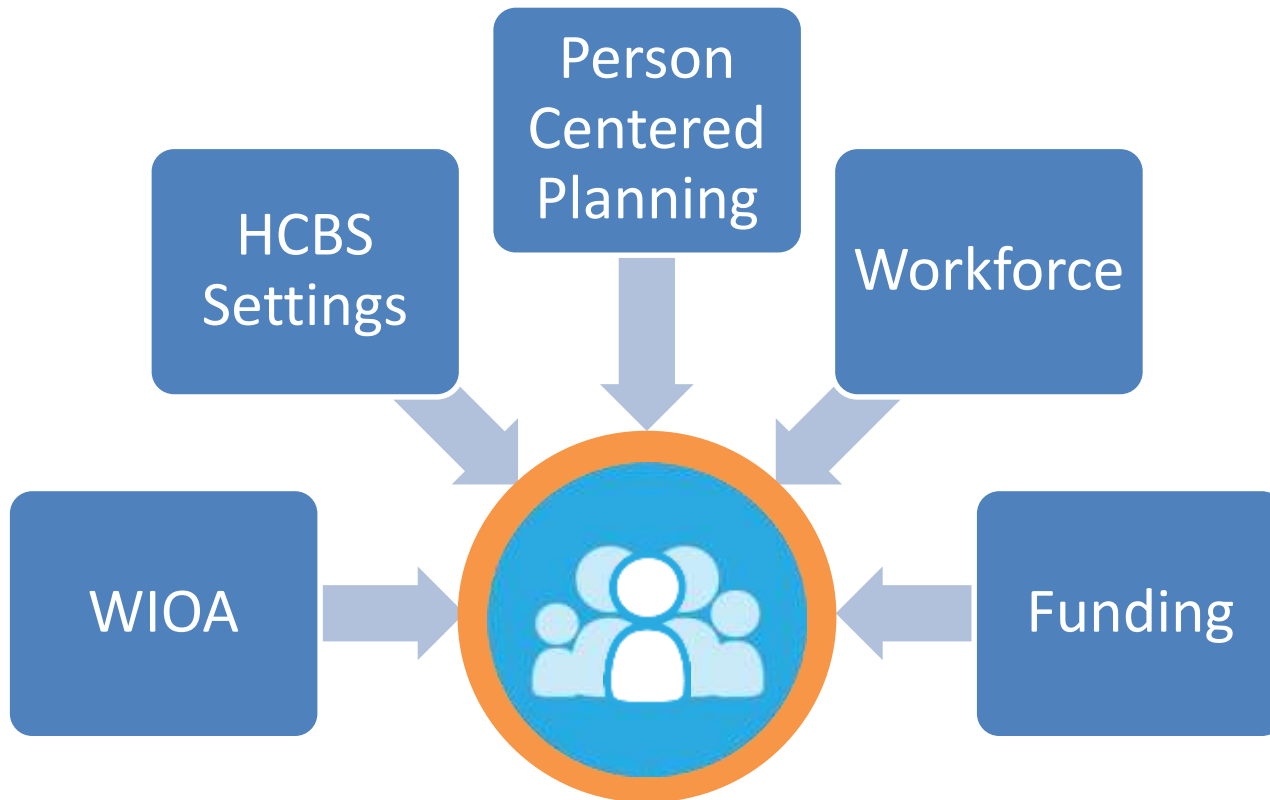 Person
Centered
Planning
HCBS
Settings
Workforce
WIOA
Funding